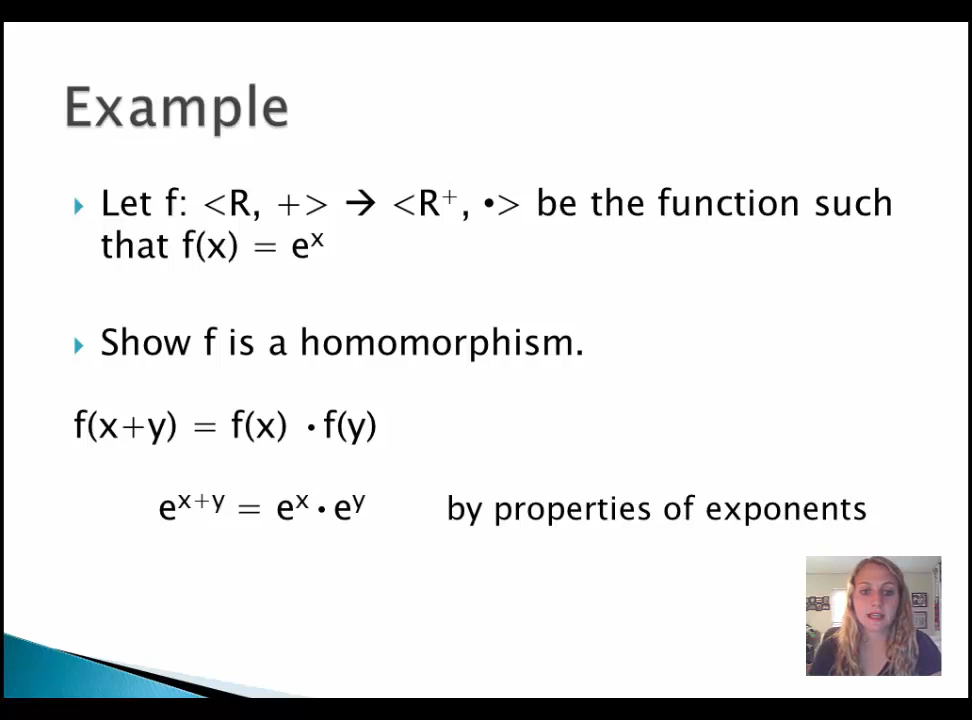 Example
Let f: <R, +> → <R⁺, •> be the function such
that f(x) = eˣ
Show f is a homomorphism.
f(x+y) = f(x) •f(y)
eˣ⁺ʸ = eˣ•eʸ by properties of exponents